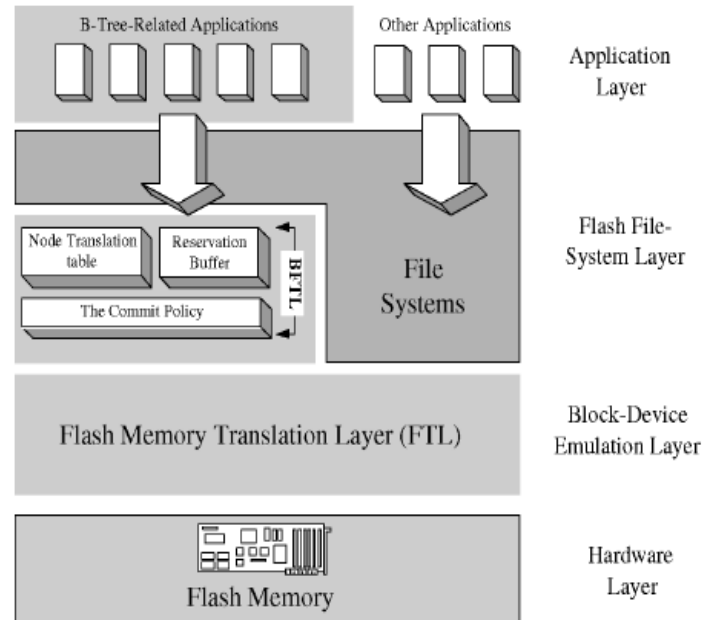 B-Tree-Related Applications
Other Applications
Application
Layer
Node Translation
table
Reservation
Buffer
BFTL
The Commit Policy
File
Systems
Flash File-
System Layer
Flash Memory Translation Layer (FTL)
Block-Device
Emulation Layer
Flash Memory
Hardware
Layer